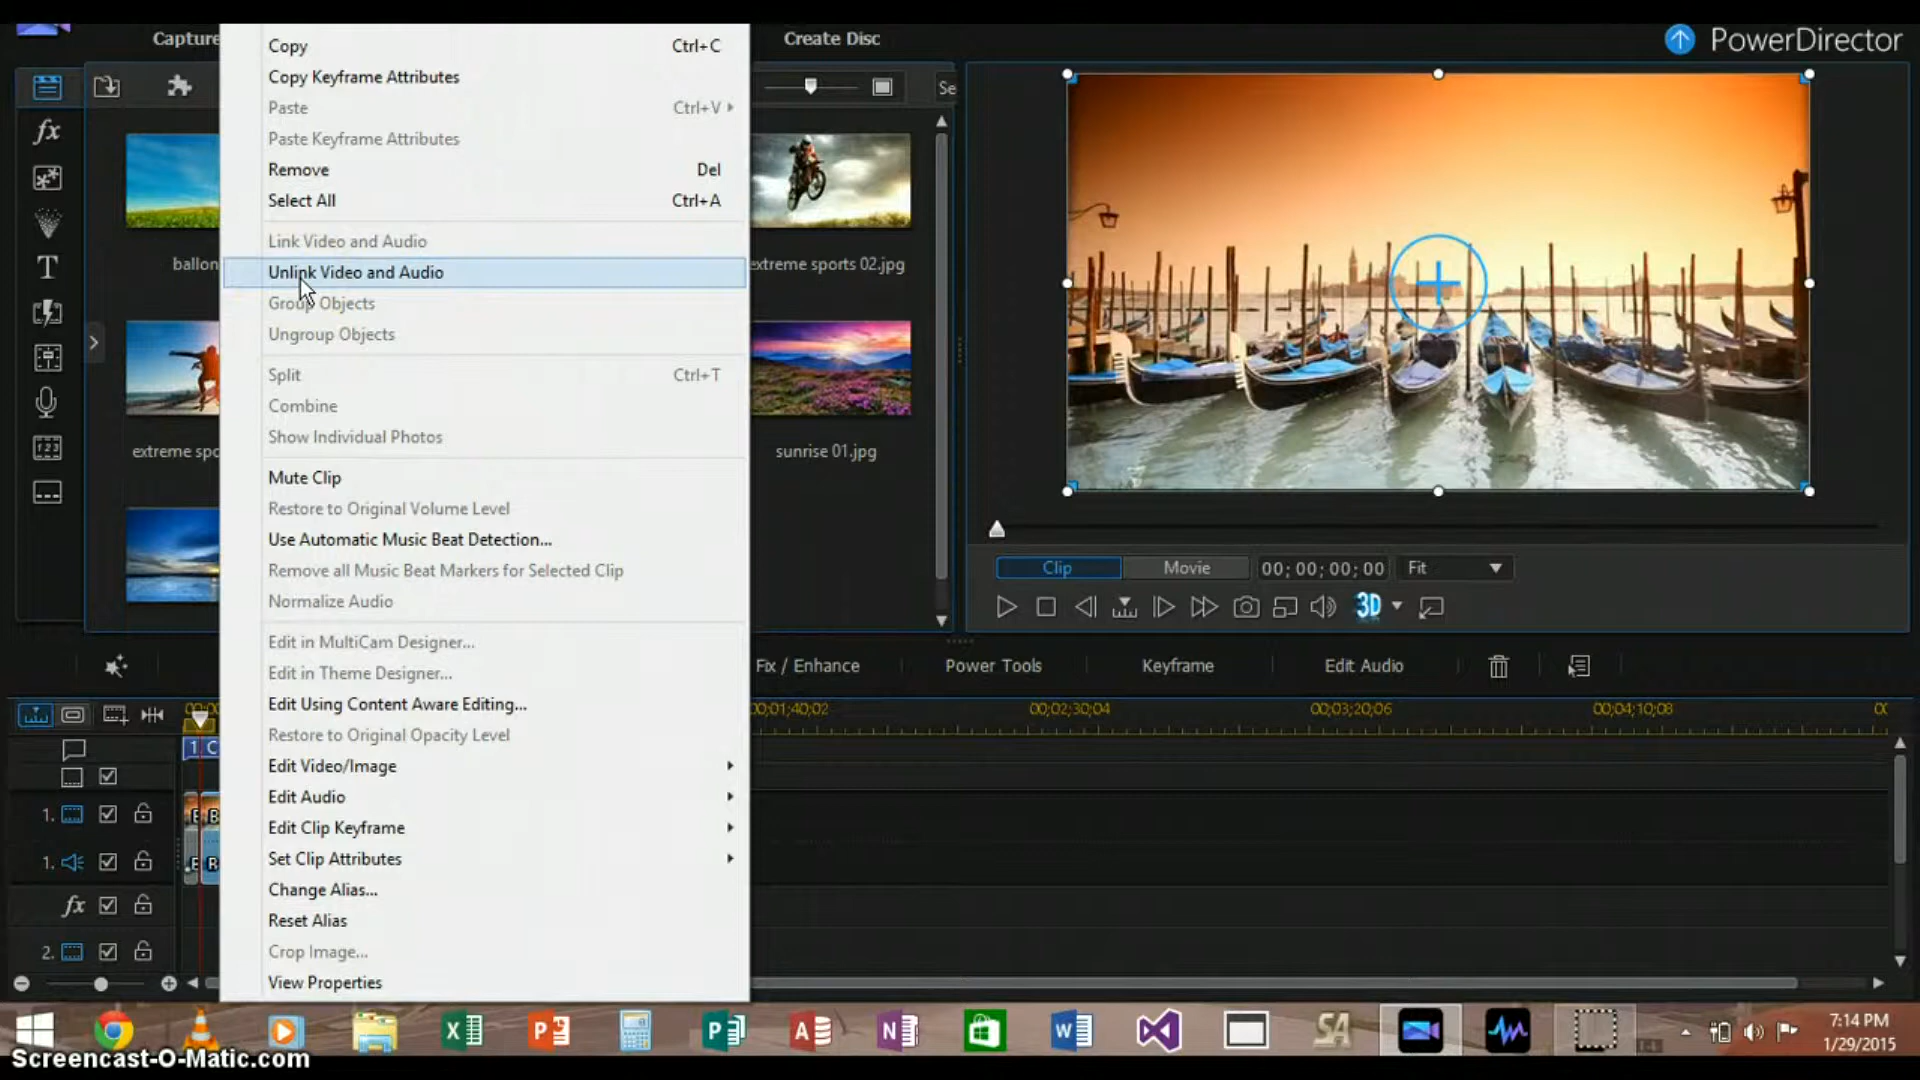 Capture
Create Disc
PowerDirector
Se
Copy Ctrl+C
Copy Keyframe Attributes
Paste Ctrl+V
Paste Keyframe Attributes
Remove Del
Select All Ctrl+A
Link Video and Audio
Unlink Video and Audio
Group Objects
Ungroup Objects
Split Ctrl+T
Combine
Show Individual Photos
Mute Clip
Restore to Original Volume Level
Use Automatic Music Beat Detection...
Remove all Music Beat Markers for Selected Clip
Normalize Audio
Edit in MultiCam Designer...
Edit in Theme Designer...
Edit Using Content Aware Editing...
Restore to Original Opacity Level
Edit Video/Image
Edit Audio
Edit Clip Keyframe
Set Clip Attributes
Change Alias...
Reset Alias
Crop Image...
View Properties
fx
T
ballon
extreme sports 02.jpg
extreme spo
sunrise 01.jpg
Clip Movie 00;00;00;00 Fit
3D
Fix / Enhance Power Tools Keyframe Edit Audio
00;01;40;02 00;02;30;04 00;03;20;06 00;04;10;08
1 C
1.
1.
fx
2.
7:14 PM
1/29/2015
Screencast-O-Matic.com